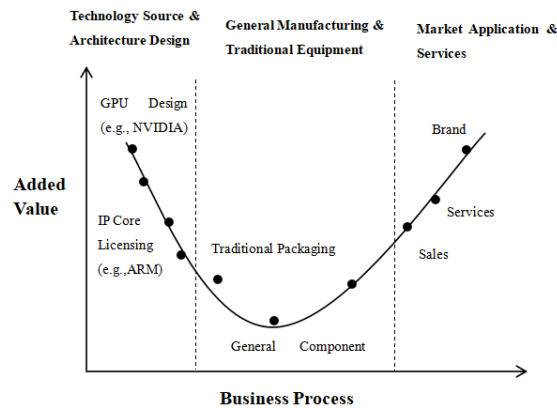 Technology Source &
Architecture Design
General Manufacturing &
Traditional Equipment
Market Application &
Services
GPU Design
(e.g., NVIDIA)
Brand
Added
Value
IP Core
Licensing
(e.g.,ARM)
Traditional Packaging
Services
Sales
General Component
Business Process